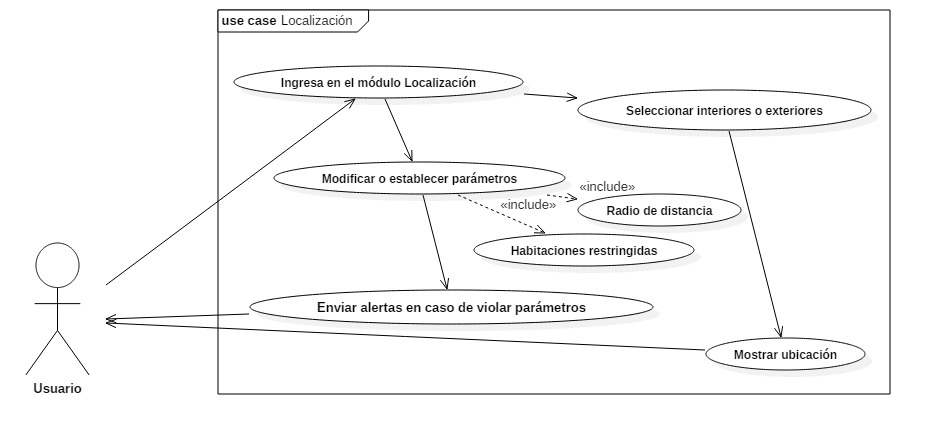 use case Localización
Ingresa en el módulo Localización
Seleccionar interiores o exteriores
Modificar o establecer parámetros
«include»
«include»
Radio de distancia
Habitaciones restringidas
Enviar alertas en caso de violar parámetros
Mostrar ubicación
Usuario